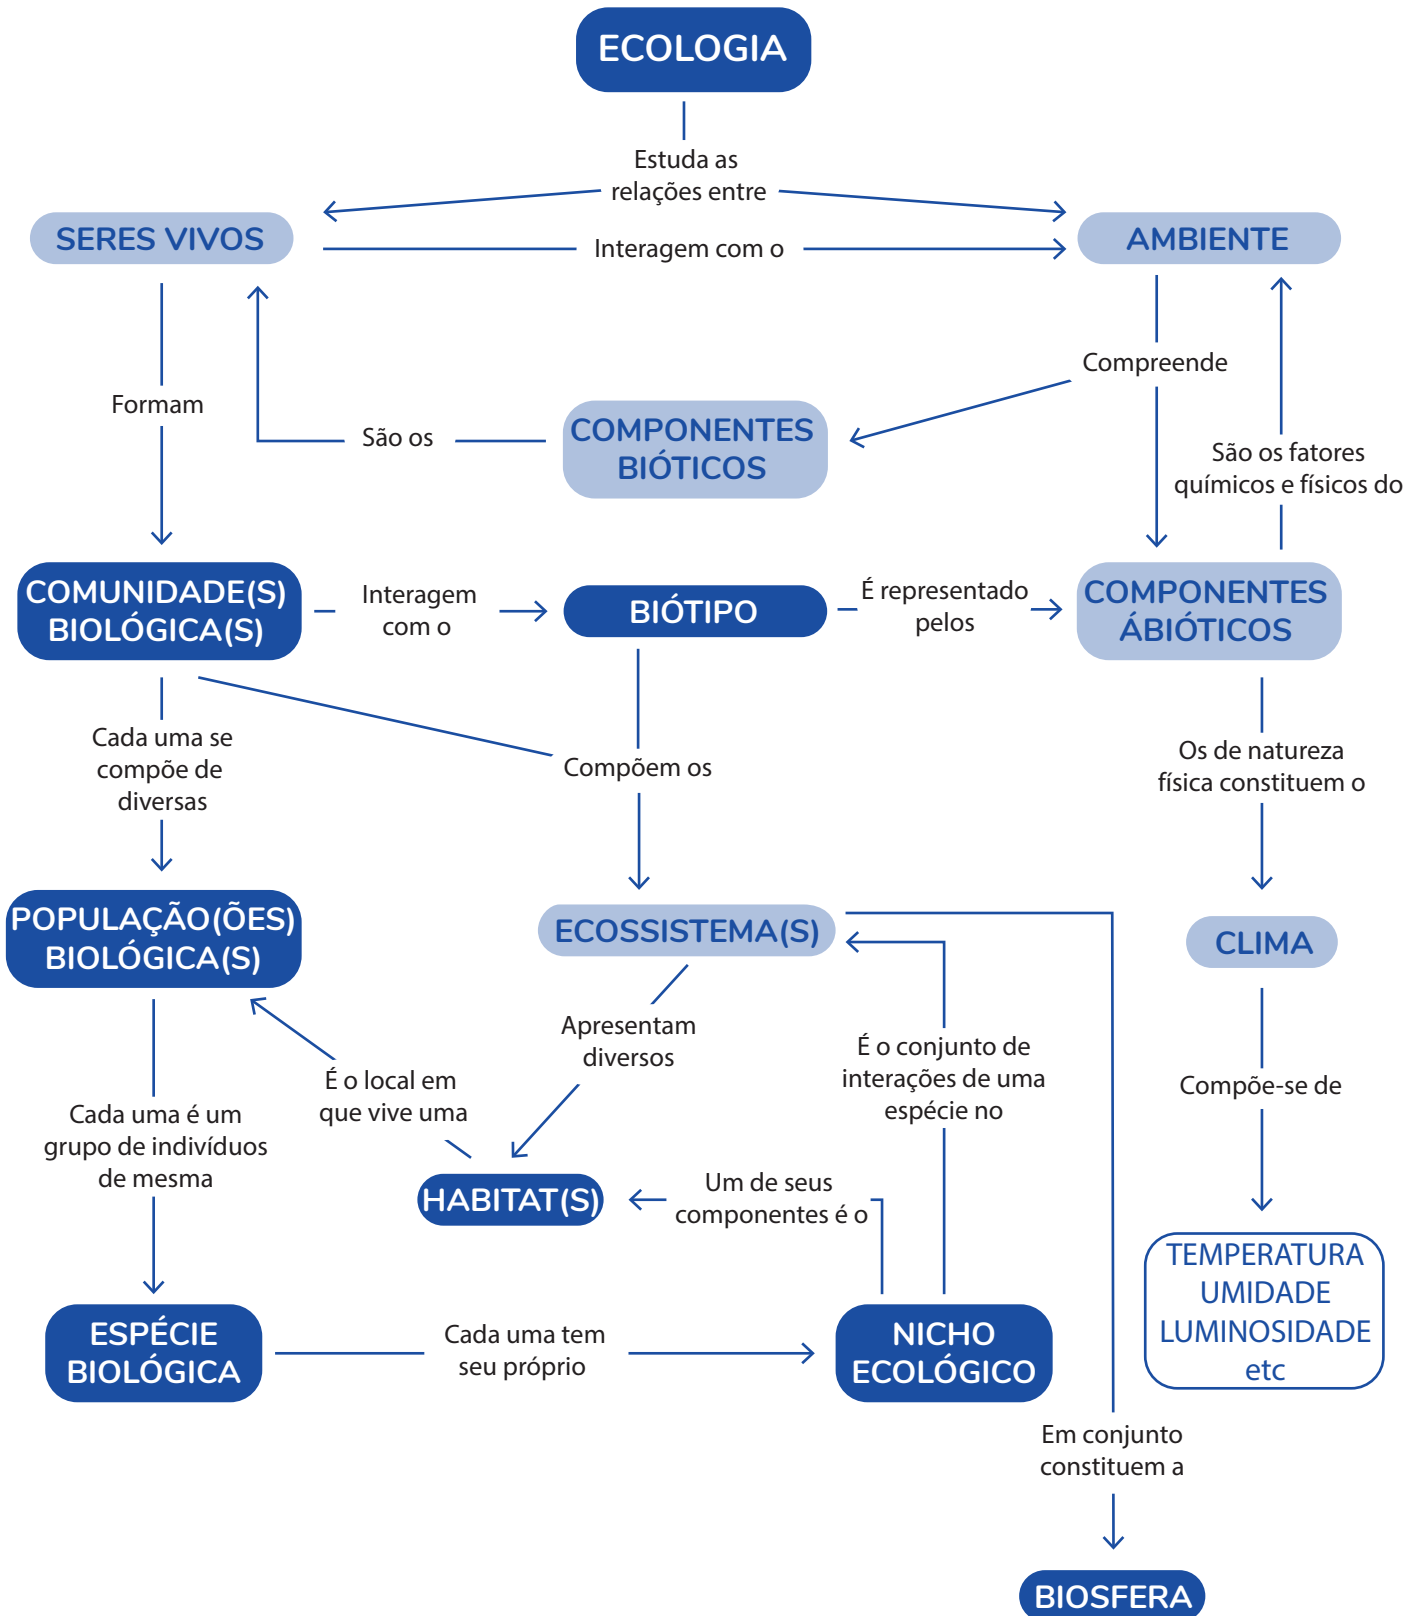 ECOLOGIA
Estuda as
relações entre
SERES VIVOS
Interagem com o
AMBIENTE
Compreende
Formam
COMPONENTES
BIÓTICOS
São os
São os fatores
químicos e físicos do
COMUNIDADE(S)
BIOLÓGICA(S)
Interagem
com o
BIÓTIPO
É representado
pelos
COMPONENTES
ÁBIÓTICOS
Cada uma se
compõe de
diversas
Compõem os
Os de natureza
física constituem o
POPULAÇÃO(ÕES)
BIOLÓGICA(S)
ECOSSISTEMA(S)
CLIMA
Apresentam
diversos
É o conjunto de
interações de uma
espécie no
É o local em
que vive uma
Compõe-se de
Cada uma é um
grupo de indivíduos
de mesma
HABITAT(S)
Um de seus
componentes é o
TEMPERATURA
UMIDADE
LUMINOSIDADE
etc
ESPÉCIE
BIOLÓGICA
Cada uma tem
seu próprio
NICHO
ECOLÓGICO
Em conjunto
constituem a
BIOSFERA